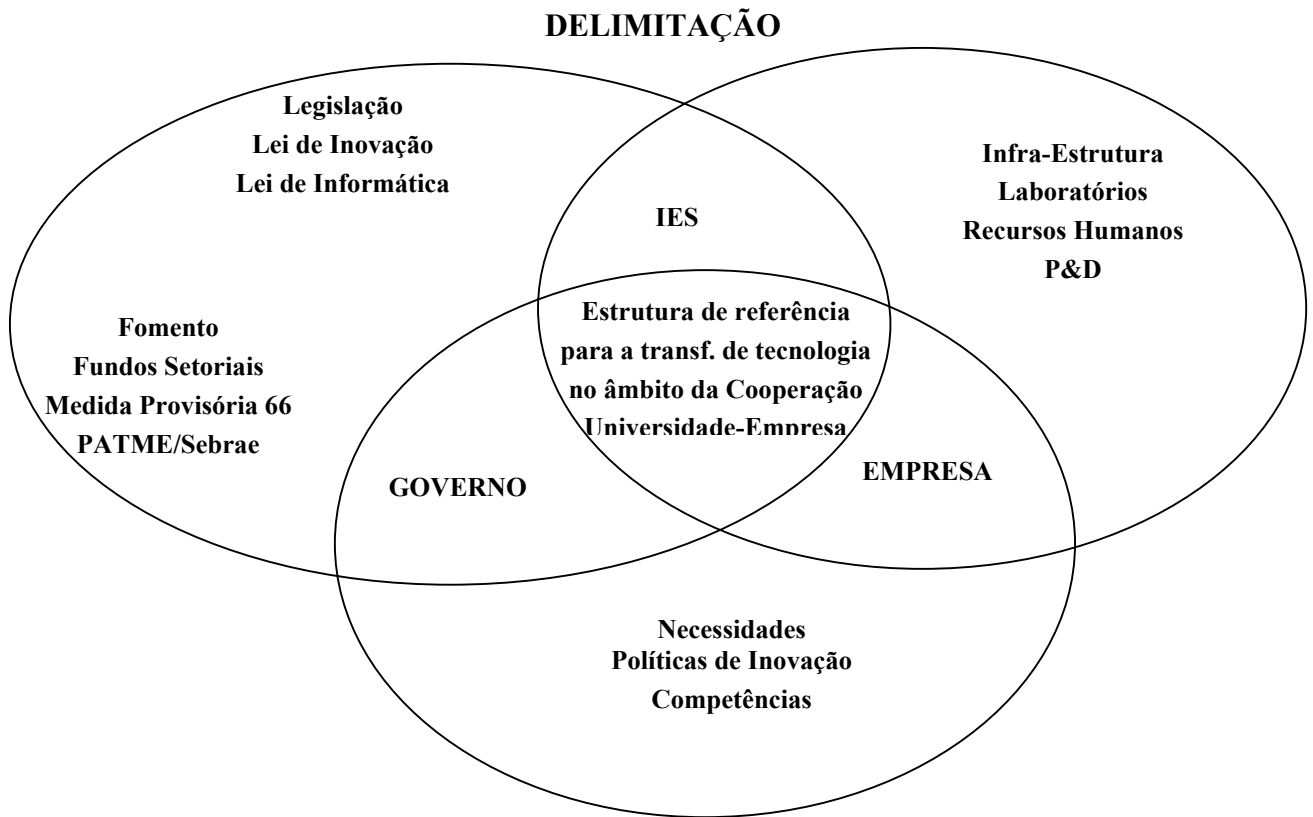 DELIMITAÇÃO
Legislação
Lei de Inovação
Lei de Informática
Infra-Estrutura
Laboratórios
Recursos Humanos
P&D
IES
Fomento
Fundos Setoriais
Medida Provisória 66
PATME/Sebrae
Estrutura de referência
para a transf. de tecnologia
no âmbito da Cooperação
Universidade-Empresa
GOVERNO
EMPRESA
Necessidades
Políticas de Inovação
Competências